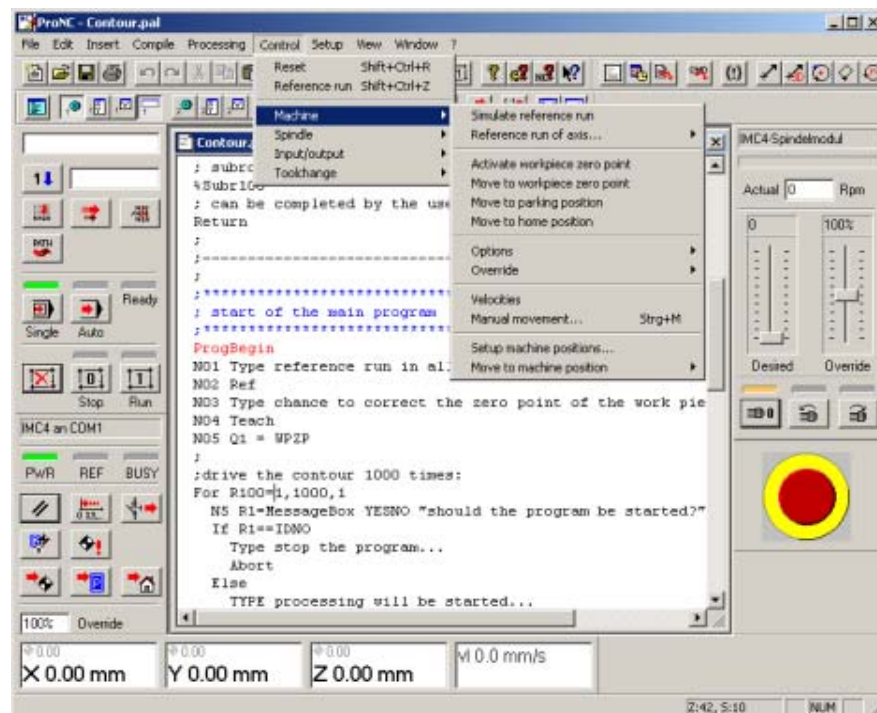 ProNC - Contour.pal
File Edit Insert Compile Processing Control Setup View Window ?
Reset Shift+Ctrl+R
Reference run Shift+Ctrl+Z
Machine
Spindle
Input/output
Toolchange
Simulate reference run
Reference run of axis...
Activate workpiece zero point
Move to workpiece zero point
Move to parking position
Move to home position
Options
Override
Velocities
Manual movement... Strg+M
Setup machine positions...
Move to machine position
Contour.
; subro
%Subr100
; can be completed by the use
Return
;
;-----------------------------
;
;*****************************
; start of the main program
;*****************************
ProgBegin
N01 Type reference run in al
N02 Ref
N03 Type chance to correct the zero point of the work pie
N04 Teach
N05 Q1 = WPZP
;
;drive the contour 1000 times:
For R100=1,1000,1
N5 R1=MessageBox YESNO "should the program be started?"
If R1==IDNO
Type stop the program...
Abort
Else
TYPE processing will be started...
Ready
Single Auto
Stop Run
IMC4 an COM1
PWR REF BUSY
100% Override
IMC4-Spindelmodul
Actual 0 Rpm
0 100%
Desired Override
0.00 0.00 0.00
X 0.00 mm Y 0.00 mm Z 0.00 mm vl 0.0 mm/s
Z:42, S:10 NUM